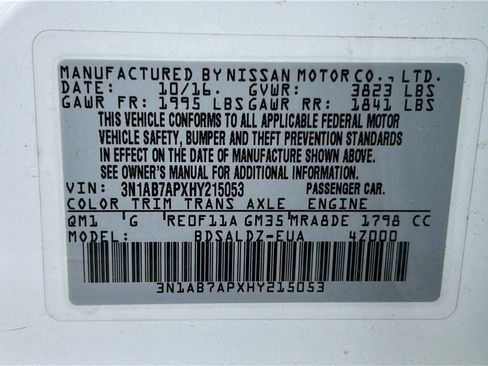 MANUFACTURED BY NISSAN MOTOR CO., LTD.
DATE: 10/16. GVWR: 3823 LBS
GAWR FR: 1995 LBS GAWR RR: 1841 LBS
THIS VEHICLE CONFORMS TO ALL APPLICABLE FEDERAL MOTOR
VEHICLE SAFETY, BUMPER AND THEFT PREVENTION STANDARDS
IN EFFECT ON THE DATE OF MANUFACTURE SHOWN ABOVE.
SEE OWNER'S MANUAL FOR ADDITIONAL INFORMATION.
VIN: 3N1AB7APXHY215053 PASSENGER CAR.
COLOR TRIM TRANS AXLE ENGINE
QM1 G RE0F11A GM35 MRA8DE 1798 CC
MODEL: BDSALDZ-EUA 4Z000
3N1AB7APXHY215053